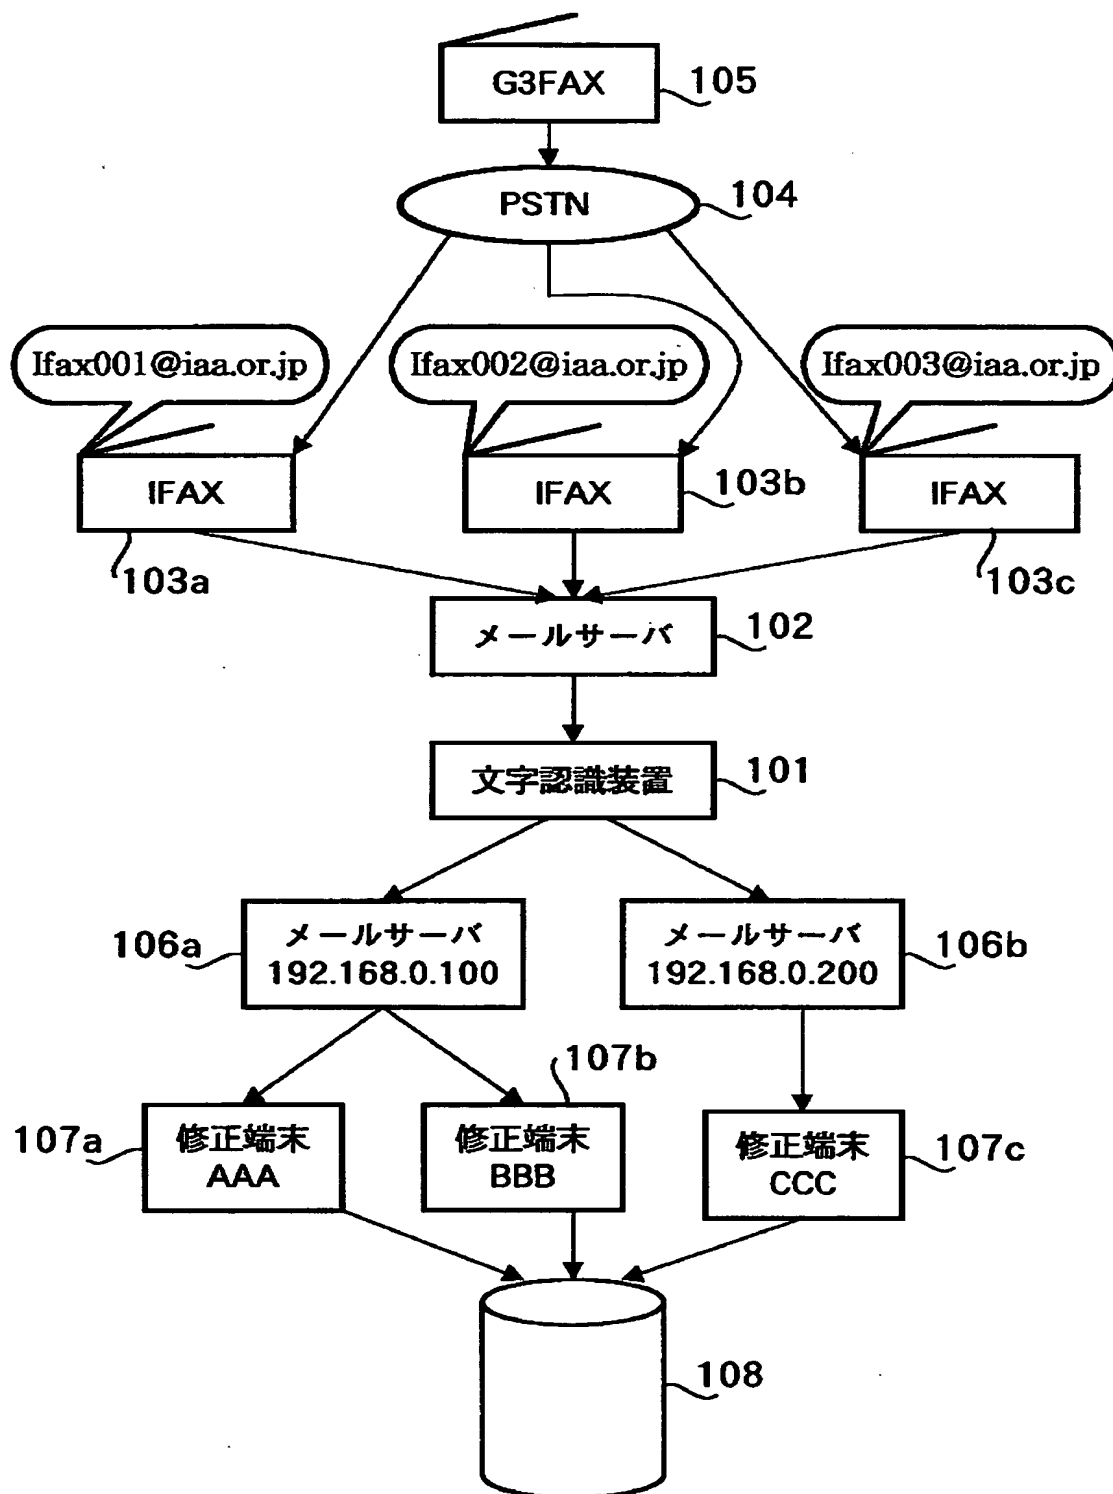 G3FAX
105
PSTN
104
Ifax001@iaa.or.jp
Ifax002@iaa.or.jp
Ifax003@iaa.or.jp
IFAX
IFAX
103b
IFAX
103a
103c
メールサーバ
102
文字認識装置
101
106a
メールサーバ
192.168.0.100
メールサーバ
192.168.0.200
106b
107b
107a
修正端末
AAA
修正端末
BBB
修正端末
CCC
107c
108